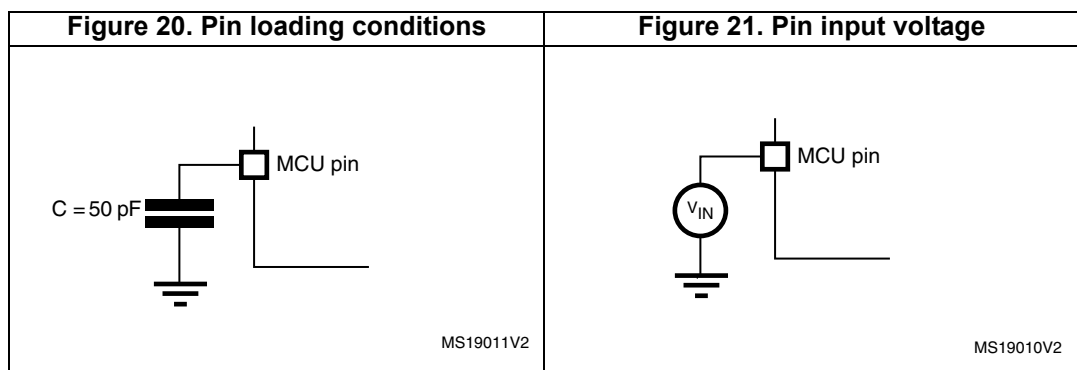 Figure 20. Pin loading conditions
Figure 21. Pin input voltage
MCU pin
C = 50 pF
MS19011V2
MCU pin
VIN
MS19010V2